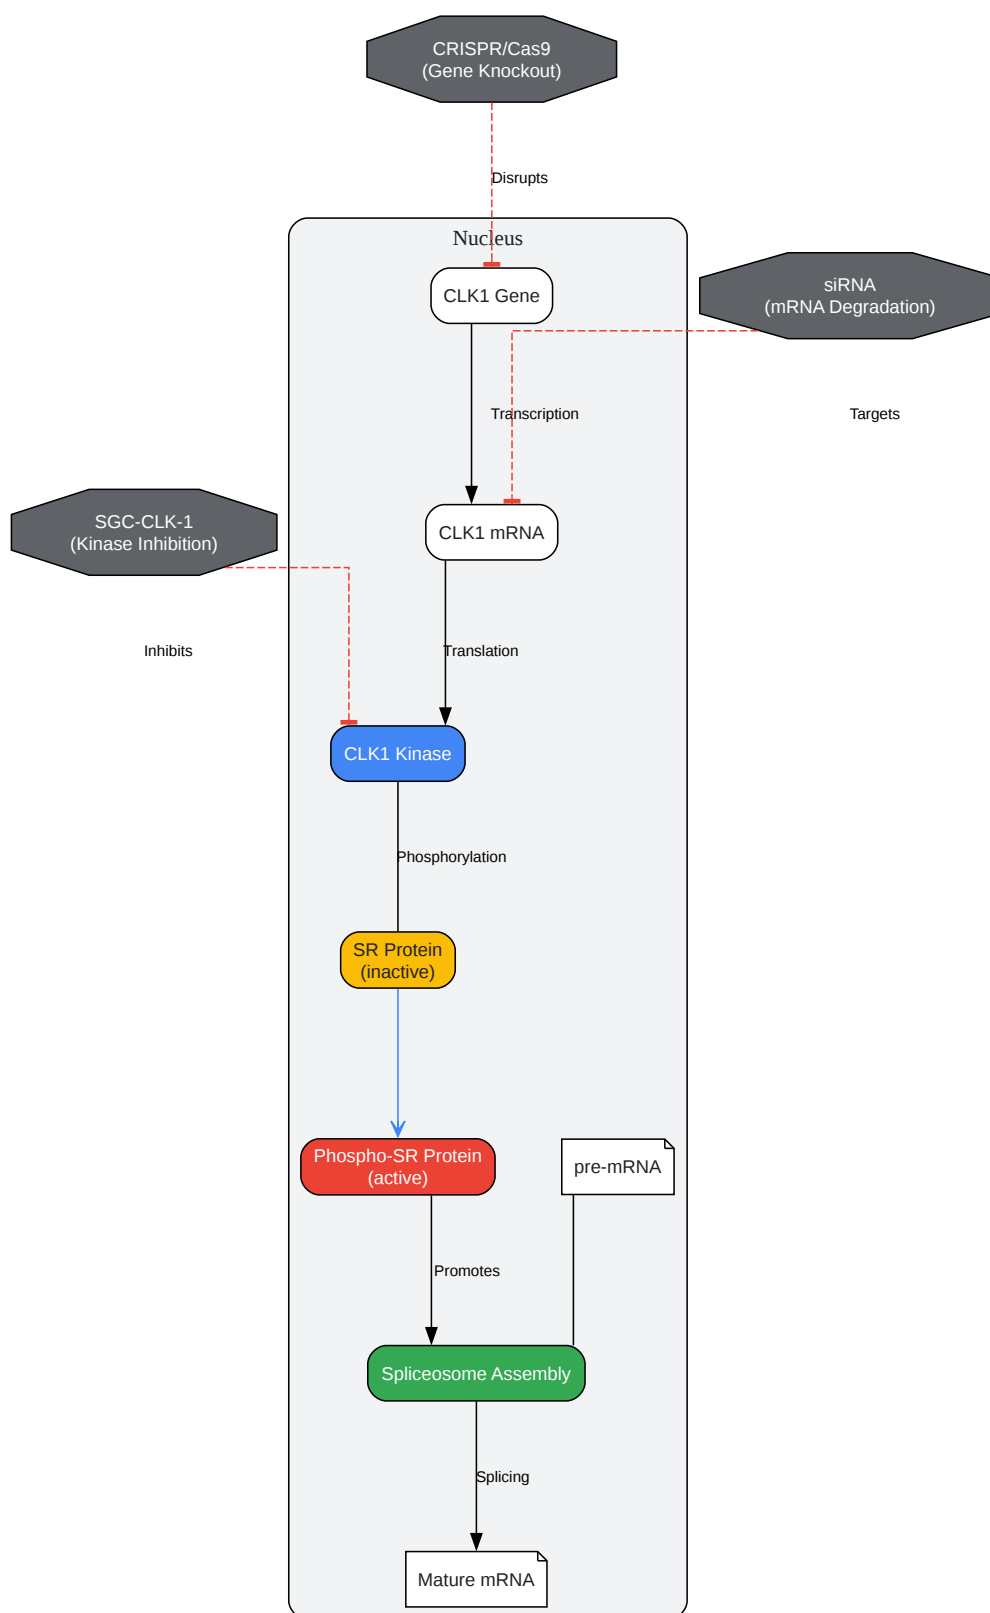 CRISPR/Cas9
(Gene Knockout)
Disrupts
Nucleus
CLK1 Gene
siRNA
(mRNA Degradation)
Transcription
Targets
SGC-CLK-1
(Kinase Inhibition)
CLK1 mRNA
Inhibits
Translation
CLK1 Kinase
Phosphorylation
SR Protein
(inactive)
Phospho-SR Protein
(active)
pre-mRNA
Promotes
Spliceosome Assembly
Splicing
Mature mRNA